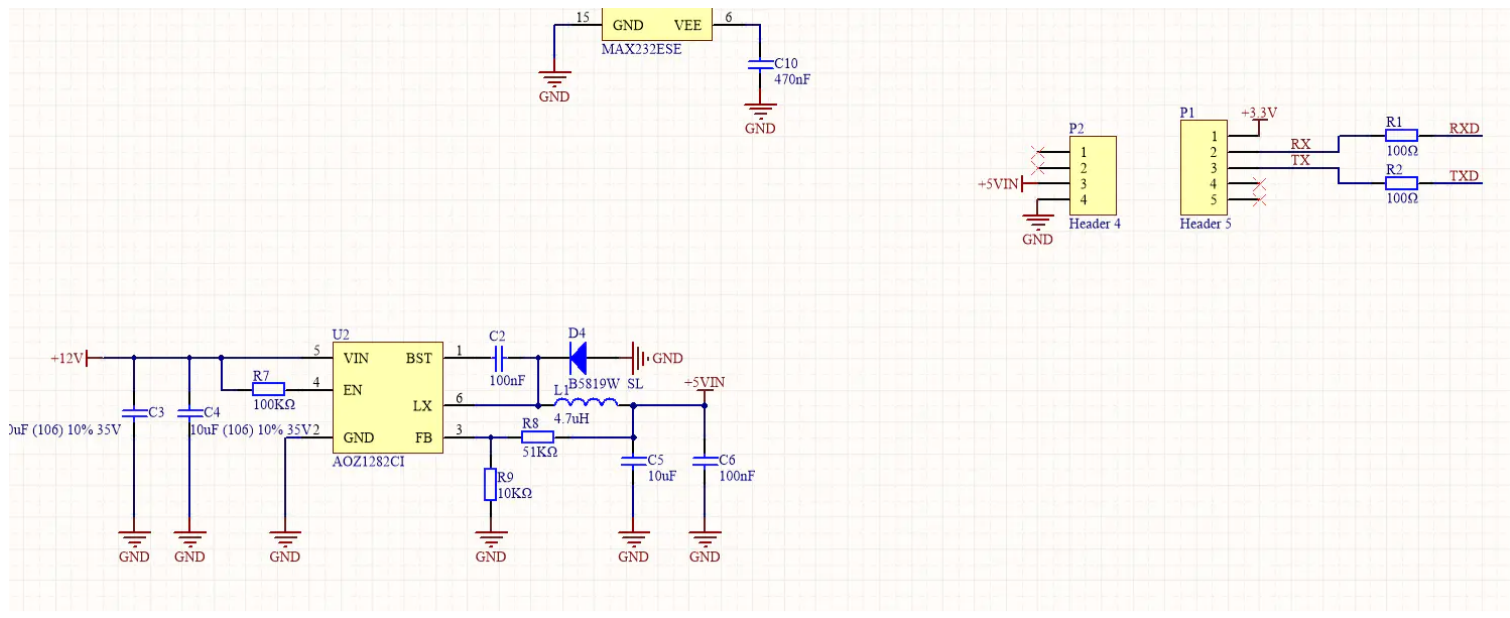 15 GND VEE 6
MAX232ESE
C10
470nF
GND
GND
P2
1
2
+5VIN 3
4
GND
Header 4
P1
+3.3V
1
2 RX
3 TX
4
5
Header 5
R1
100Ω
RXD
R2
100Ω
TXD
U2
+12V
5 VIN BST 1
4 EN
LX 6
2 GND FB 3
AOZ1282CI
R7
100KΩ
C3
0uF (106) 10% 35V
C4
10uF (106) 10% 35V
C2
100nF
D4
B5819W SL
GND
L1
4.7uH
+5VIN
R8
51KΩ
R9
10KΩ
C5
10uF
C6
100nF
GND GND GND GND GND GND